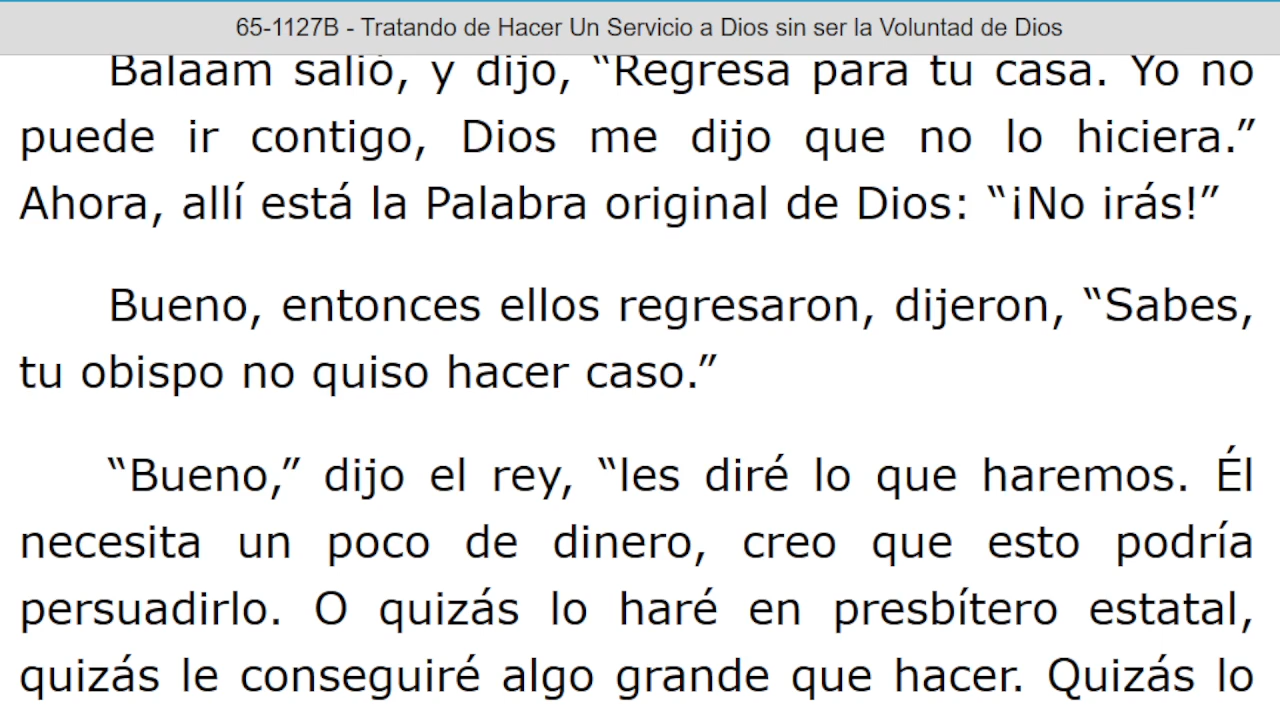 65-1127B - Tratando de Hacer Un Servicio a Dios sin ser la Voluntad de Dios
Balaam salió, y dijo, “Regresa para tu casa. Yo no
puede ir contigo, Dios me dijo que no lo hiciera.”
Ahora, allí está la Palabra original de Dios: “¡No irás!”
Bueno, entonces ellos regresaron, dijeron, “Sabes,
tu obispo no quiso hacer caso.”
“Bueno,” dijo el rey, “les diré lo que haremos. Él
necesita un poco de dinero, creo que esto podría
persuadirlo. O quizás lo haré en presbítero estatal,
quizás le conseguiré algo grande que hacer. Quizás lo